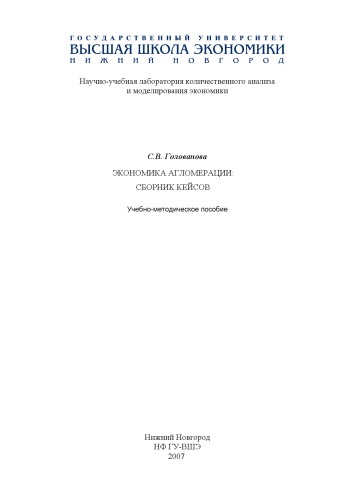 ГОСУДАРСТВЕННЫЙ УНИВЕРСИТЕТ
ВЫСШАЯ ШКОЛА ЭКОНОМИКИ
НИЖНИЙ НОВГОРОД
Научно-учебная лаборатория количественного анализа
и моделирования экономики
С.В. Голованова
ЭКОНОМИКА АГЛОМЕРАЦИИ:
СБОРНИК КЕЙСОВ
Учебно-методическое пособие
Нижний Новгород
НФ ГУ-ВШЭ
2007